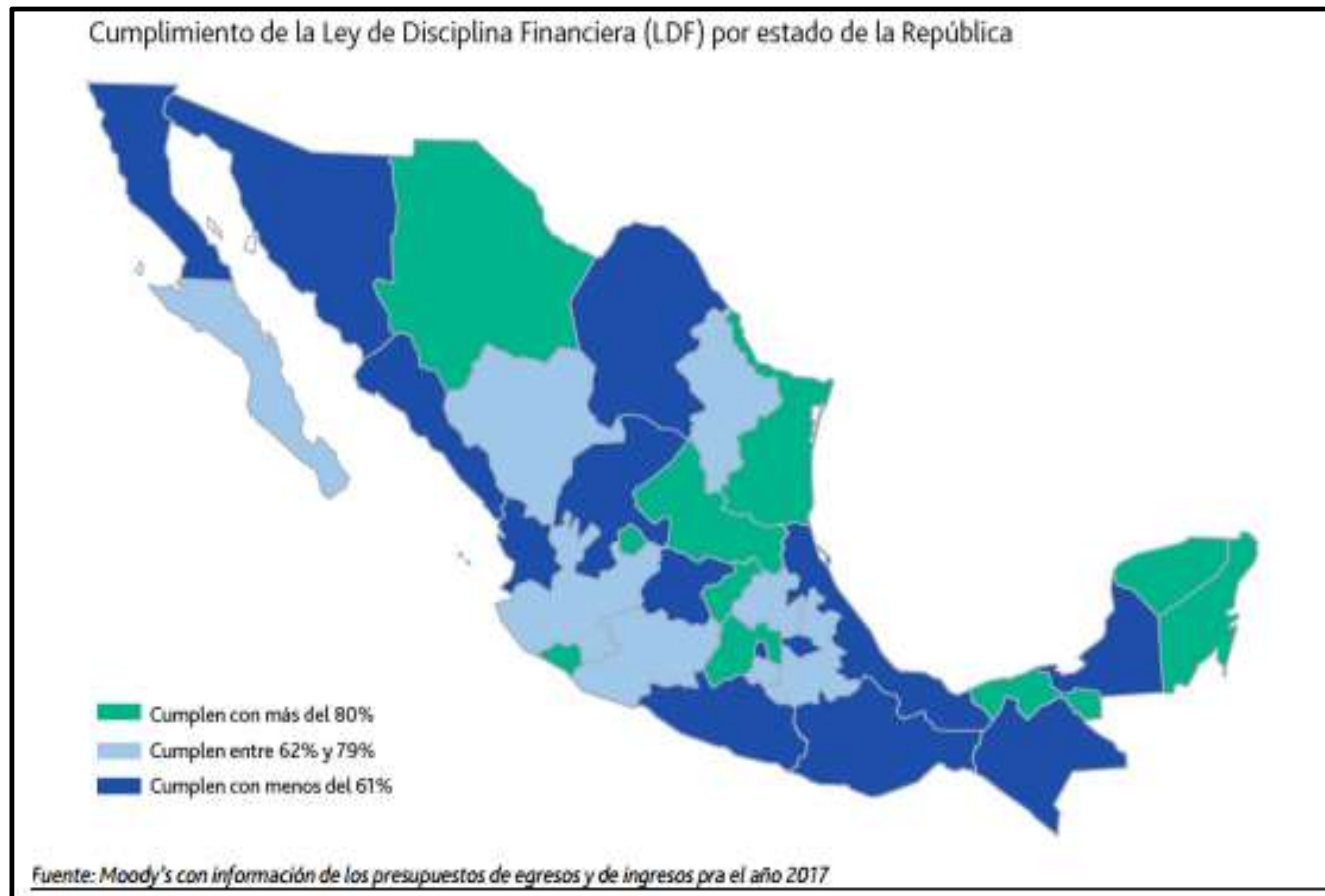 Cumplimiento de la Ley de Disciplina Financiera (LDF) por estado de la República
Cumplen con más del 80%
Cumplen entre 62% y 79%
Cumplen con menos del 61%
Fuente: Moody's con información de los presupuestos de egresos y de ingresos pra el año 2017